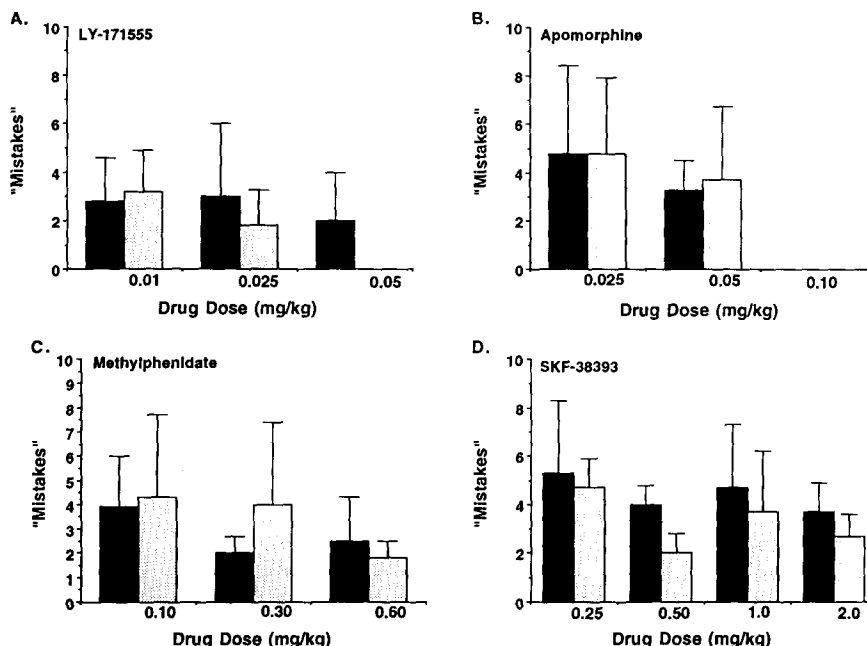 A.
LY-171555
10
8
6
4
2
0
"Mistakes"
0.01 0.025 0.05
Drug Dose (mg/kg)
B.
Apomorphine
10
8
6
4
2
0
"Mistakes"
0.025 0.05 0.10
Drug Dose (mg/kg)
C.
Methylphenidate
10
9
8
7
6
5
4
3
2
1
0
"Mistakes"
0.10 0.30 0.60
Drug Dose (mg/kg)
D.
SKF-38393
10
8
6
4
2
0
"Mistakes"
0.25 0.50 1.0 2.0
Drug Dose (mg/kg)